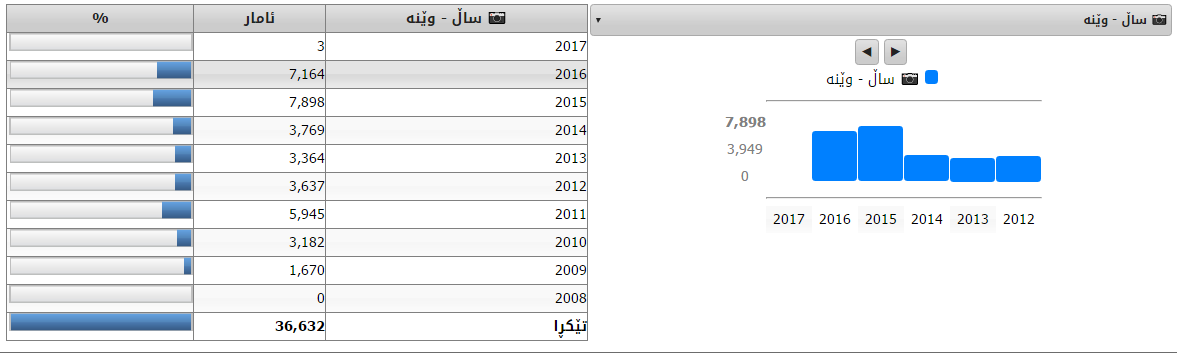 ساڵ - وێنە ▾
◀ ▶
ساڵ - وێنە
7,898
3,949
0
2017 2016 2015 2014 2013 2012
ساڵ - وێنە ئامار %
2017 3
2016 7,164
2015 7,898
2014 3,769
2013 3,364
2012 3,637
2011 5,945
2010 3,182
2009 1,670
2008 0
تێکڕا 36,632